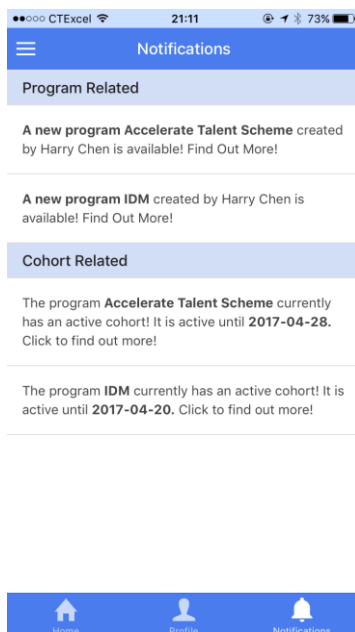 CTExcel 21:11 73%
Notifications
Program Related
A new program Accelerate Talent Scheme created
by Harry Chen is available! Find Out More!
A new program IDM created by Harry Chen is
available! Find Out More!
Cohort Related
The program Accelerate Talent Scheme currently
has an active cohort! It is active until 2017-04-28.
Click to find out more!
The program IDM currently has an active cohort! It is
active until 2017-04-20. Click to find out more!
Home Profile Notifications